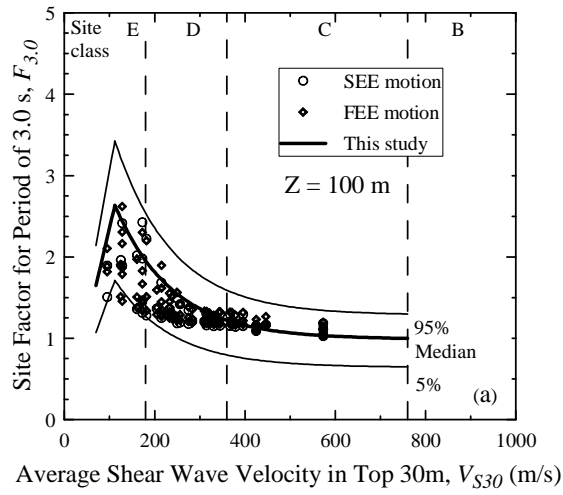 Site class
E
D
C
B
SEE motion
FEE motion
This study
Z = 100 m
95%
Median
5%
(a)
5
4
3
2
1
0
0 200 400 600 800 1000
Site Factor for Period of 3.0 s, F3.0
Average Shear Wave Velocity in Top 30m, VS30 (m/s)